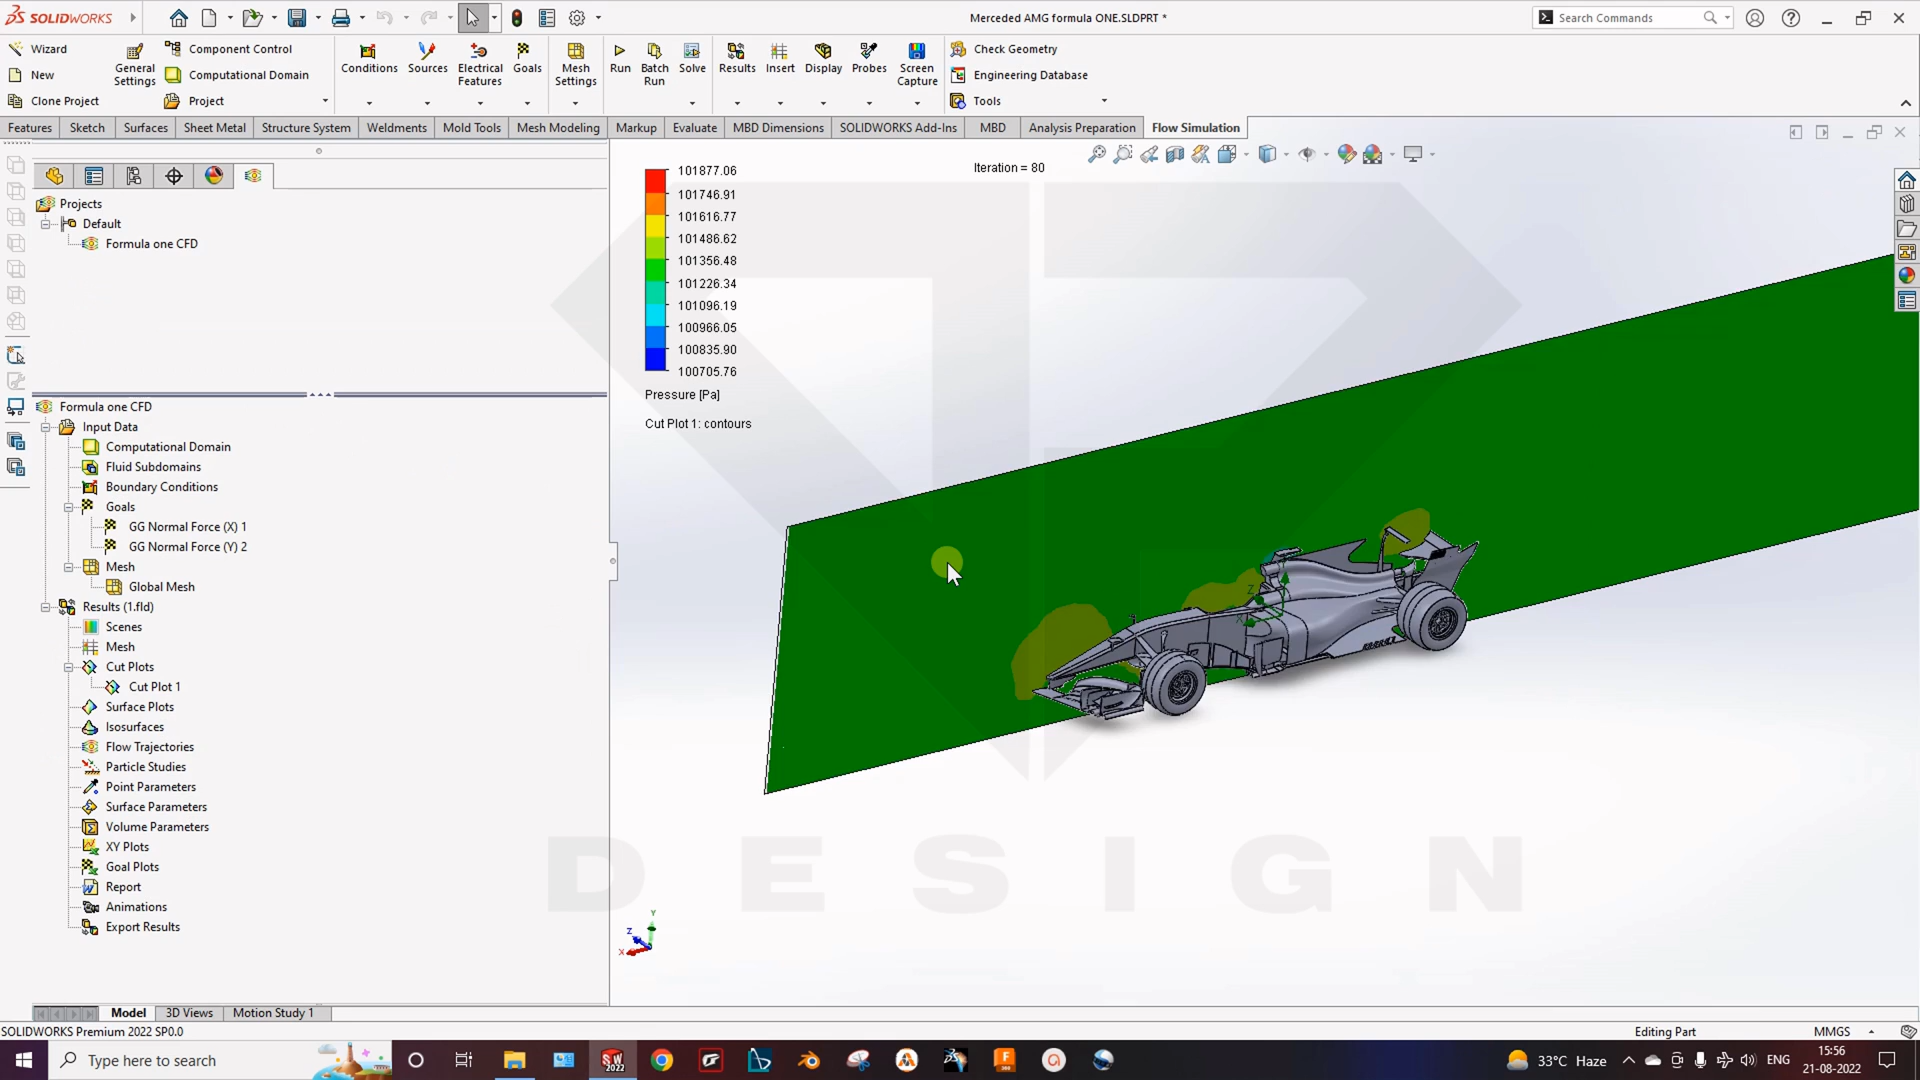 SOLIDWORKS
Merceded AMG formula ONE.SLDPRT *
Search Commands
Wizard
New
Clone Project
General Settings
Component Control
Computational Domain
Project
Conditions
Sources
Electrical Features
Goals
Mesh Settings
Run
Batch Run
Solve
Results
Insert
Display
Probes
Screen Capture
Check Geometry
Engineering Database
Tools
Features
Sketch
Surfaces
Sheet Metal
Structure System
Weldments
Mold Tools
Mesh Modeling
Markup
Evaluate
MBD Dimensions
SOLIDWORKS Add-Ins
MBD
Analysis Preparation
Flow Simulation
Projects
Default
Formula one CFD
Formula one CFD
Input Data
Computational Domain
Fluid Subdomains
Boundary Conditions
Goals
GG Normal Force (X) 1
GG Normal Force (Y) 2
Mesh
Global Mesh
Results (1.fld)
Scenes
Mesh
Cut Plots
Cut Plot 1
Surface Plots
Isosurfaces
Flow Trajectories
Particle Studies
Point Parameters
Surface Parameters
Volume Parameters
XY Plots
Goal Plots
Report
Animations
Export Results
101877.06
101746.91
101616.77
101486.62
101356.48
101226.34
101096.19
100966.05
100835.90
100705.76
Pressure [Pa]
Cut Plot 1: contours
Iteration = 80
DESIGN
Y
Z
X
Z
X
Model
3D Views
Motion Study 1
SOLIDWORKS Premium 2022 SP0.0
Editing Part
MMGS
Type here to search
SW
2022
33°C Haze
ENG
15:56
21-08-2022